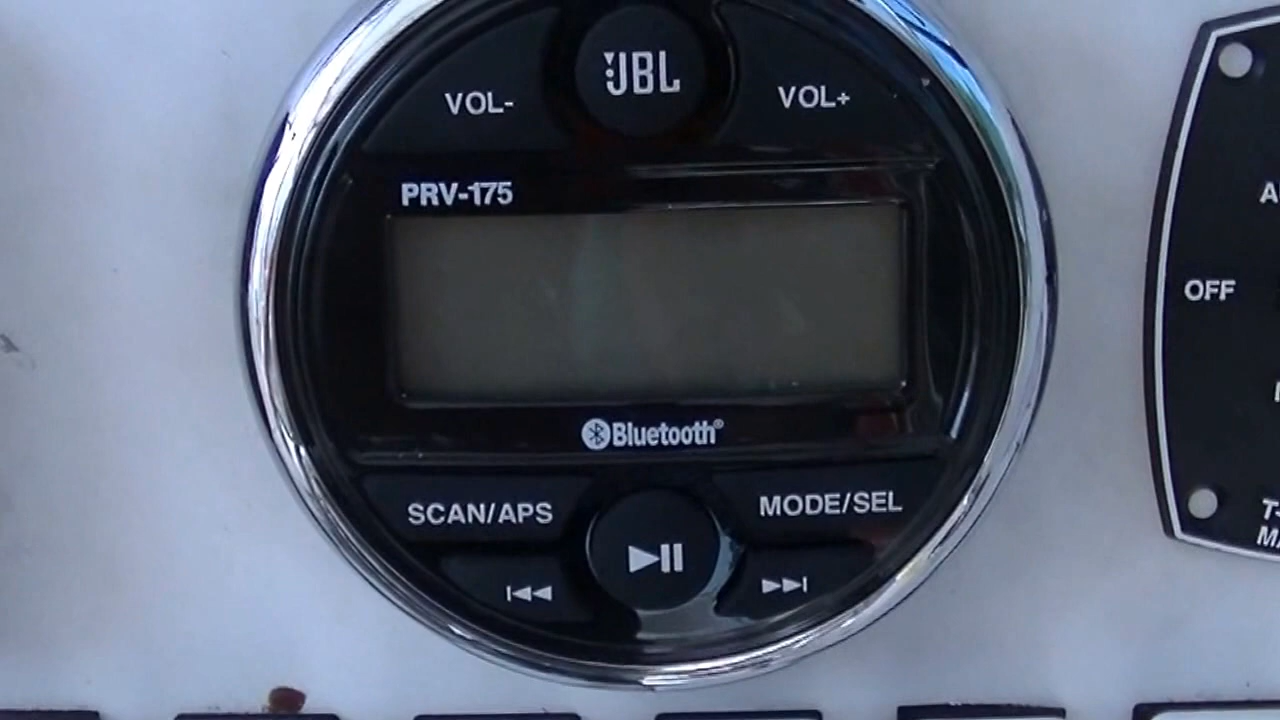 JBL
VOL-
VOL+
PRV-175
Bluetooth®
SCAN/APS
MODE/SEL
OFF